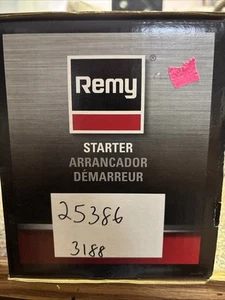 Remy®
STARTER
ARRANCADOR
DÉMARREUR
25386
3188